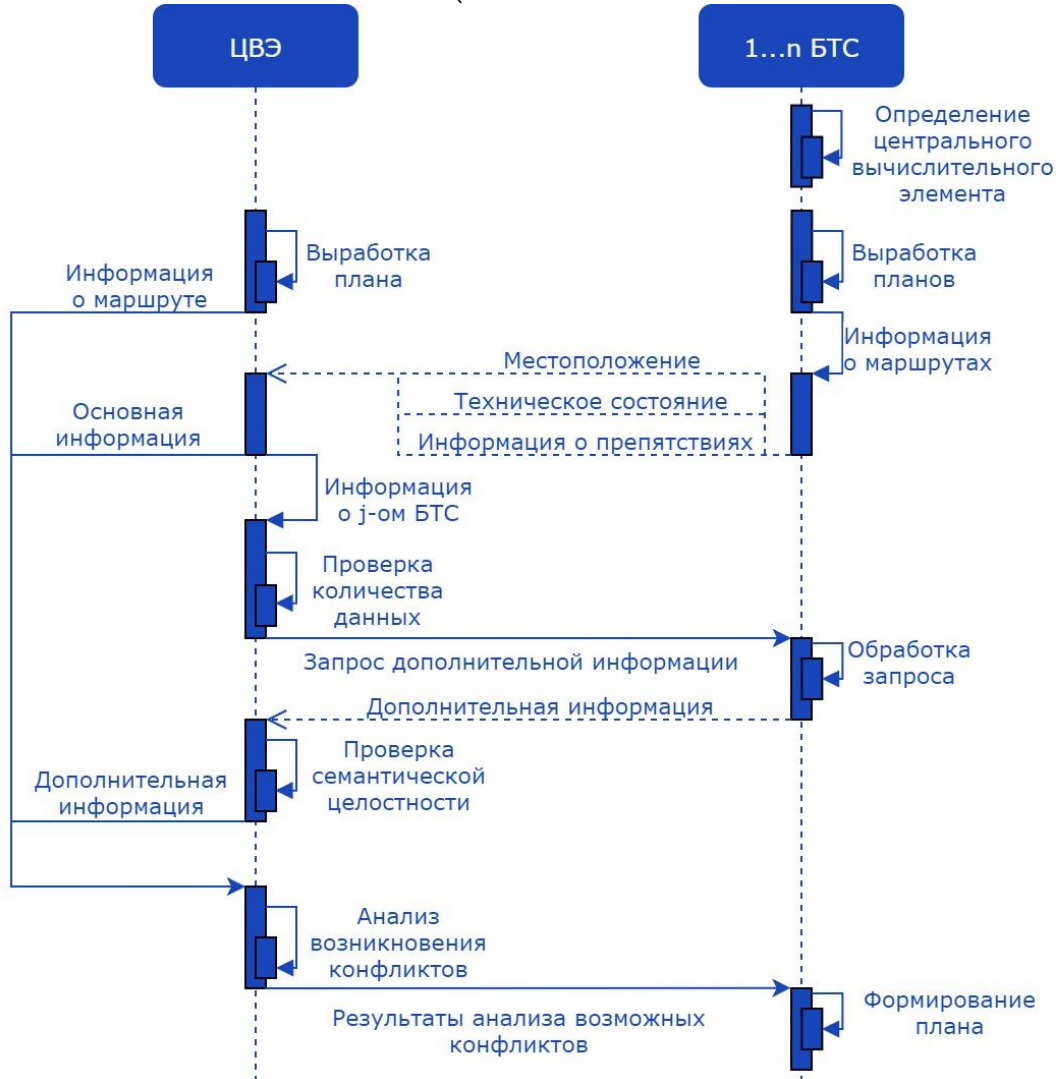 ЦВЭ
1...n БТС
Определение
центрального
вычислительного
элемента
Выработка
плана
Выработка
планов
Информация
о маршруте
Информация
о маршрутах
Местоположение
Техническое состояние
Информация о препятствиях
Основная
информация
Информация
о j-ом БТС
Проверка
количества
данных
Запрос дополнительной информации
Обработка
запроса
Дополнительная информация
Проверка
семантической
целостности
Дополнительная
информация
Анализ
возникновения
конфликтов
Результаты анализа возможных
конфликтов
Формирование
плана